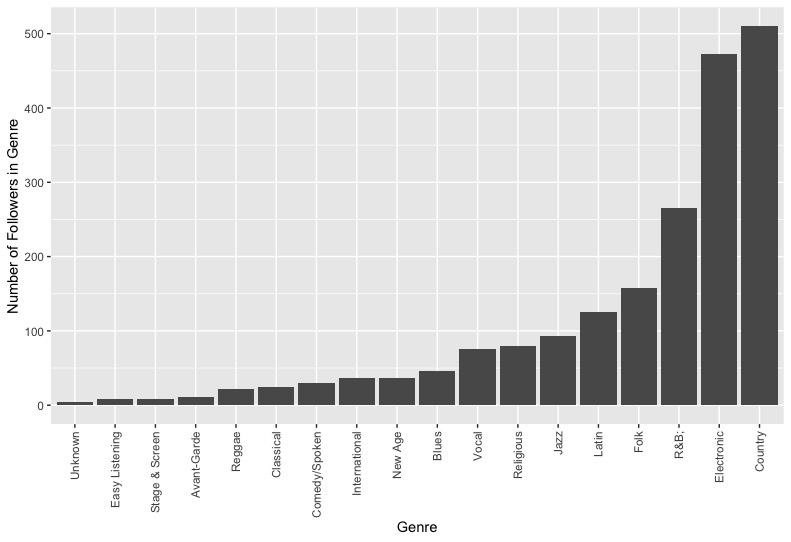 Number of Followers in Genre
500
400
300
200
100
0
Unknown
Easy Listening
Stage & Screen
Avant-Garde
Reggae
Classical
Comedy/Spoken
International
New Age
Blues
Vocal
Religious
Jazz
Latin
Folk
R&B;
Electronic
Country
Genre